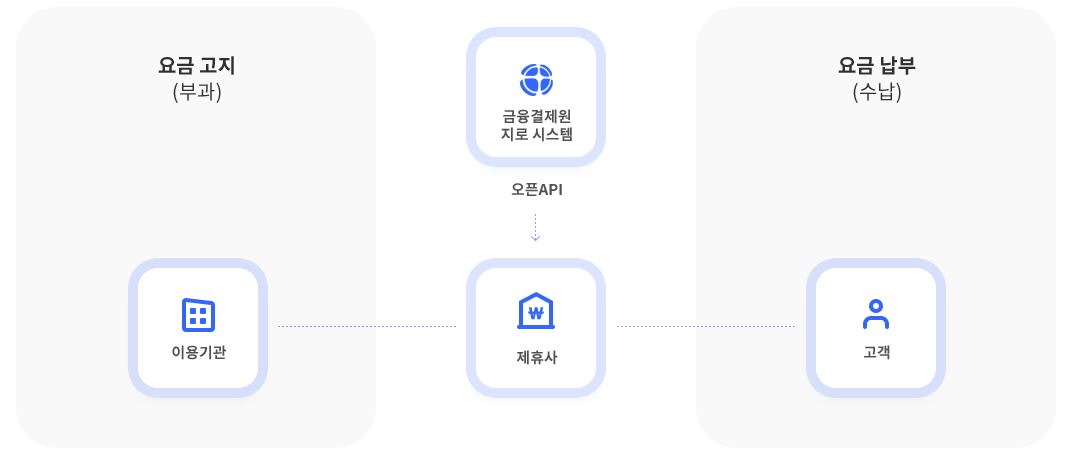 요금 고지
(부과)
금융결제원
지로 시스템
오픈API
요금 납부
(수납)
이용기관
₩
제휴사
고객